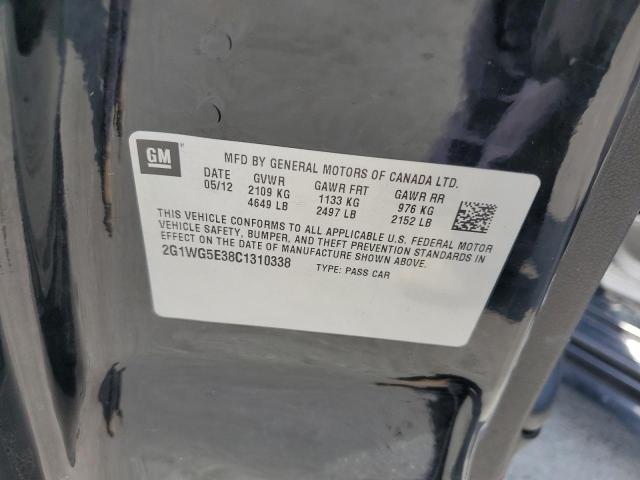 GM
MFD BY GENERAL MOTORS OF CANADA LTD.
DATE GVWR GAWR FRT GAWR RR
05/12 2109 KG 1133 KG 976 KG
4649 LB 2497 LB 2152 LB
THIS VEHICLE CONFORMS TO ALL APPLICABLE U.S. FEDERAL MOTOR
VEHICLE SAFETY, BUMPER, AND THEFT PREVENTION STANDARDS IN
EFFECT ON THE DATE OF MANUFACTURE SHOWN ABOVE.
2G1WG5E38C1310338 TYPE: PASS CAR